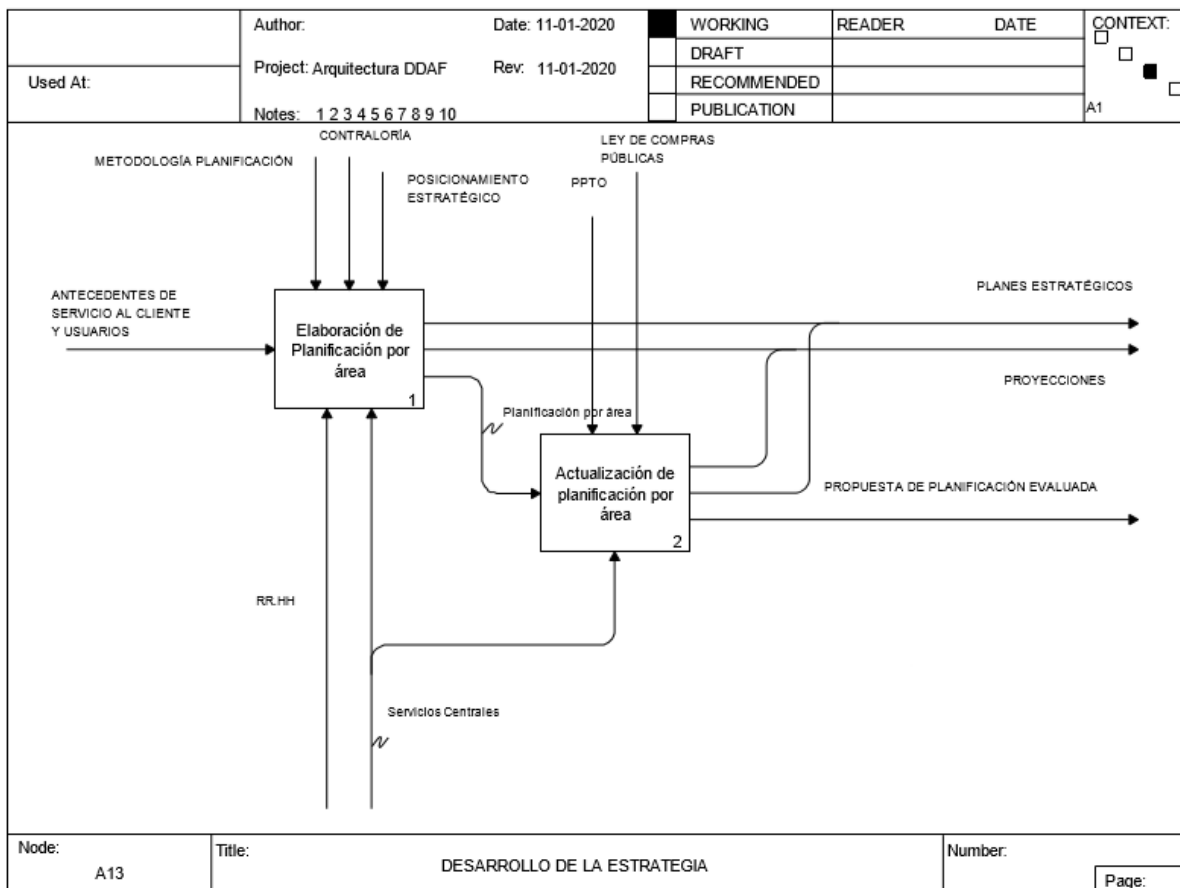 Used At:
Author:
Date: 11-01-2020
Project: Arquitectura DDAF
Rev: 11-01-2020
Notes: 1 2 3 4 5 6 7 8 9 10
WORKING
DRAFT
RECOMMENDED
PUBLICATION
READER
DATE
CONTEXT:
A1
CONTRALORÍA
METODOLOGÍA PLANIFICACIÓN
POSICIONAMIENTO
ESTRATÉGICO
LEY DE COMPRAS
PÚBLICAS
PPTO
ANTECEDENTES DE
SERVICIO AL CLIENTE
Y USUARIOS
Elaboración de
Planificación por
área
1
PLANES ESTRATÉGICOS
PROYECCIONES
Planificación por área
Actualización de
planificación por
área
2
PROPUESTA DE PLANIFICACIÓN EVALUADA
RR.HH
Servicios Centrales
Node:
A13
Title:
DESARROLLO DE LA ESTRATEGIA
Number:
Page: